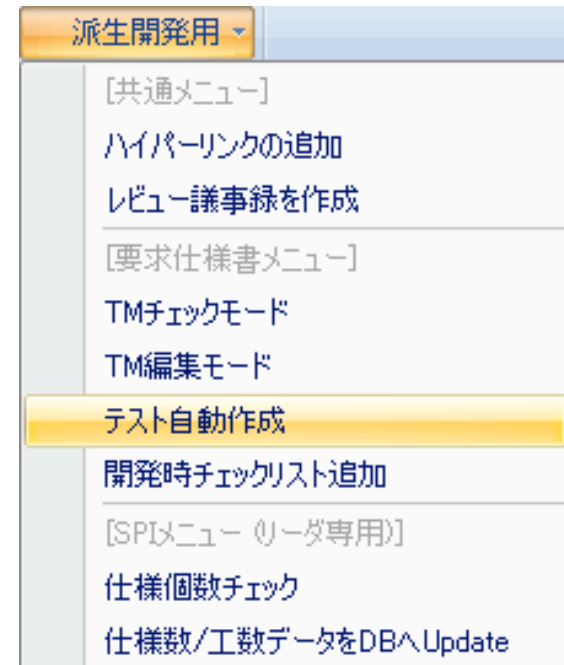 派生開発用
[共通メニュー]
ハイパーリンクの追加
レビュー議事録を作成
[要求仕様書メニュー]
TMチェックモード
TM編集モード
テスト自動作成
開発時チェックリスト追加
[SPIメニュー (リーダ専用)]
仕様個数チェック
仕様数/工数データをDBへUpdate